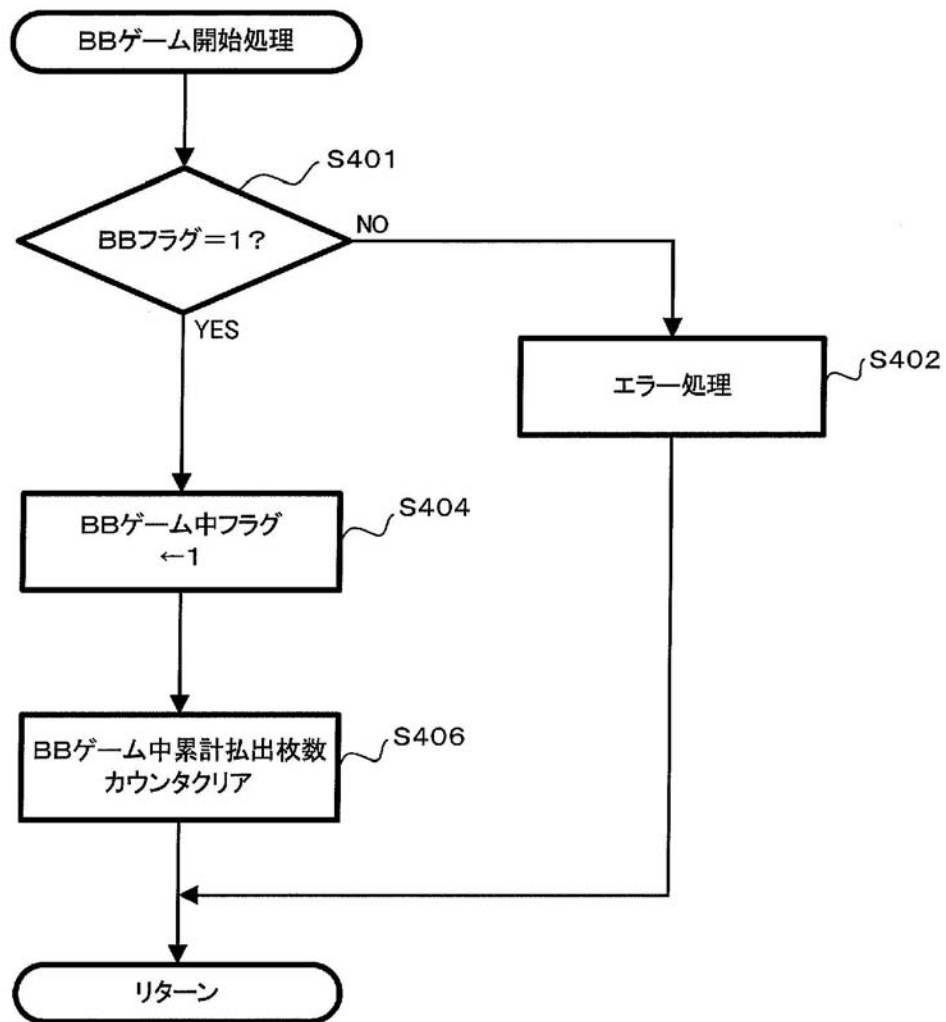 BBゲーム開始処理
S401
BBフラグ=1?
NO
YES
エラー処理
S402
BBゲーム中フラグ
←1
S404
BBゲーム中累計払出枚数
カウンタクリア
S406
リターン